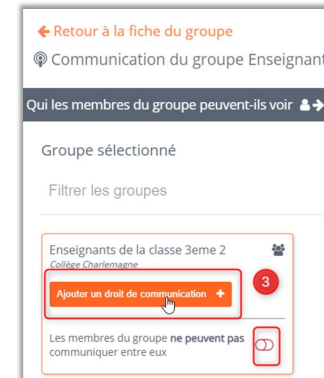 Retour à la fiche du groupe
Communication du groupe Enseignant
Qui les membres du groupe peuvent-ils voir
Groupe sélectionné
Filtrer les groupes
Enseignants de la classe 3eme 2
Collège Charlemagne
Ajouter un droit de communication +
3
Les membres du groupe ne peuvent pas
communiquer entre eux